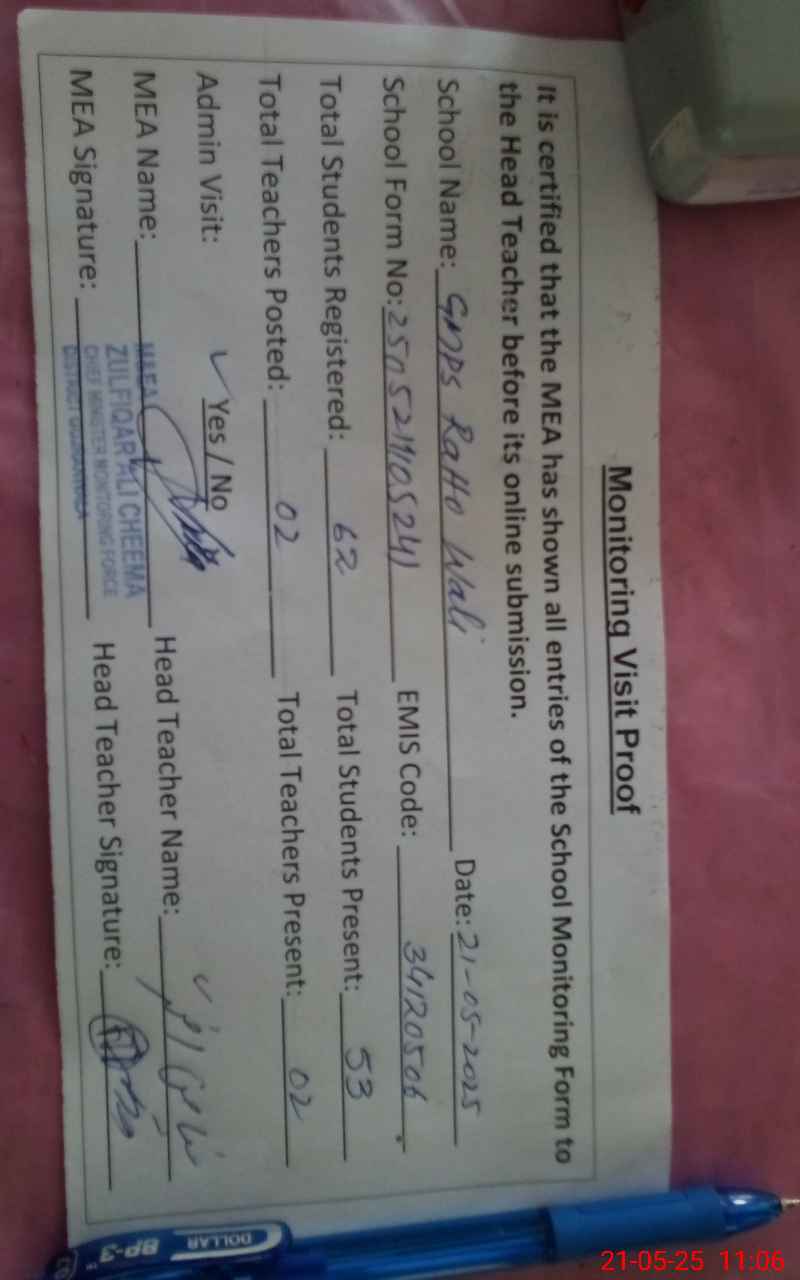 Monitoring Visit Proof
It is certified that the MEA has shown all entries of the School Monitoring Form to
the Head Teacher before its online submission.
School Name: GMPS Ratto Wali Date: 21-05-2025
School Form No: EMIS Code: 34120506
Total Students Registered: 62 Total Students Present: 53
Total Teachers Posted: 02 Total Teachers Present: 02
Admin Visit: ✓ Yes / No
MEA Name: Head Teacher Name:
MEA Signature: Head Teacher Signature:
ZULFIQAR ALI CHEEMA
CHIEF MINISTER MONITORING FORCE
DISTRICT GUJRANWALA
DOLLAR
BP-3
21-05-25 11:06